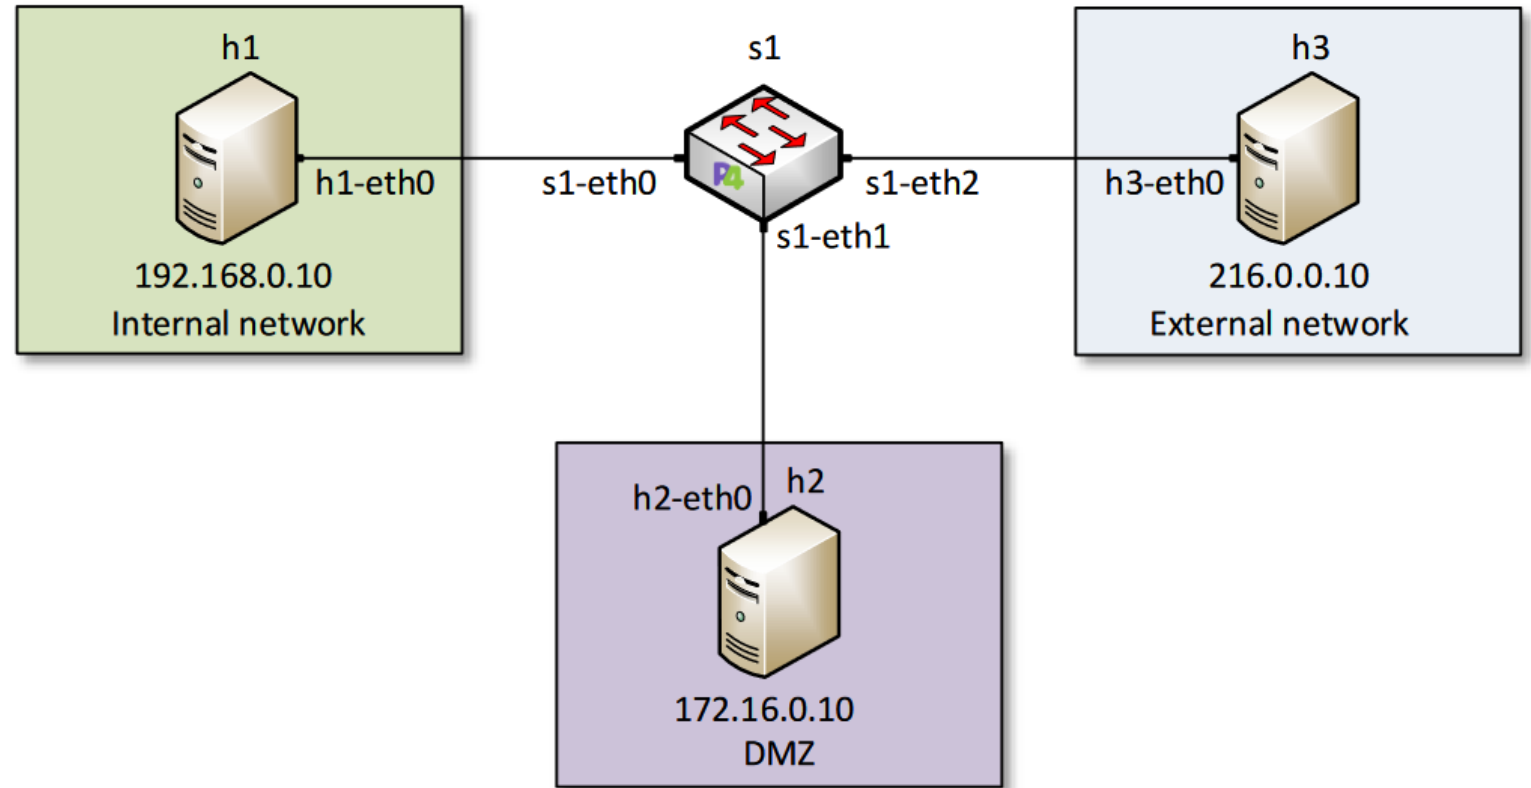 h1
s1
h3
h1-eth0
s1-eth0
P4
s1-eth2
h3-eth0
s1-eth1
192.168.0.10
Internal network
216.0.0.10
External network
h2-eth0
h2
172.16.0.10
DMZ